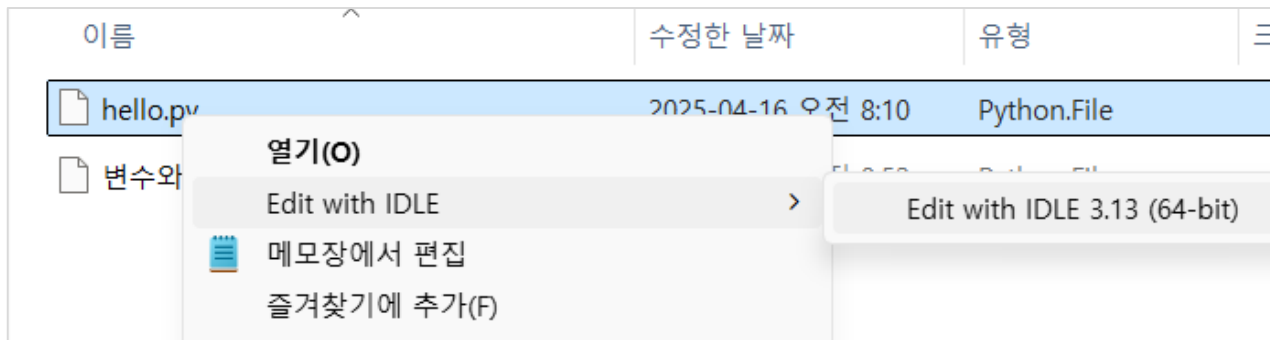 이름 수정한 날짜 유형
hello.py 2025-04-16 오전 8:10 Python.File
열기(O)
변수와
Edit with IDLE
Edit with IDLE 3.13 (64-bit)
메모장에서 편집
즐겨찾기에 추가(F)